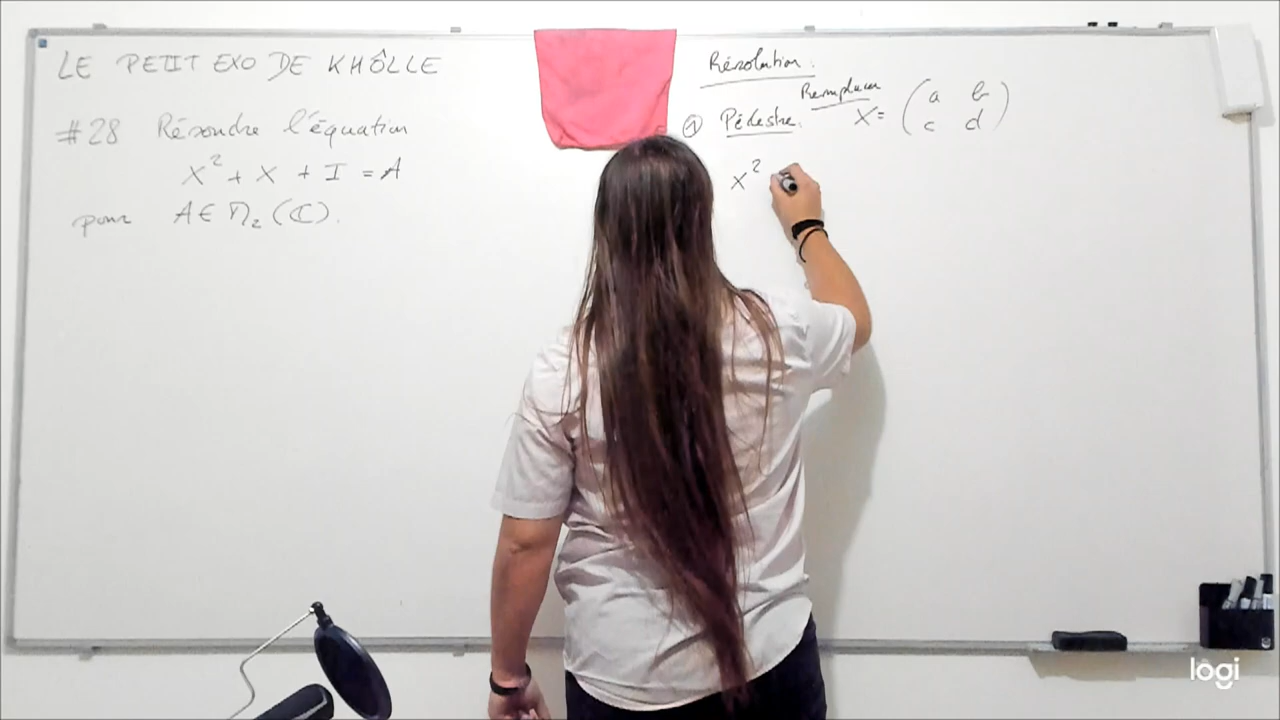 LE PETIT EXO DE KHÔLLE
#28 Résoudre l'équation
X² + X + I = A
pour A ∈ M₂ (ℂ).
Résolution :
① Pédestre. Remplacer X = (a b
c d)
X²
logi